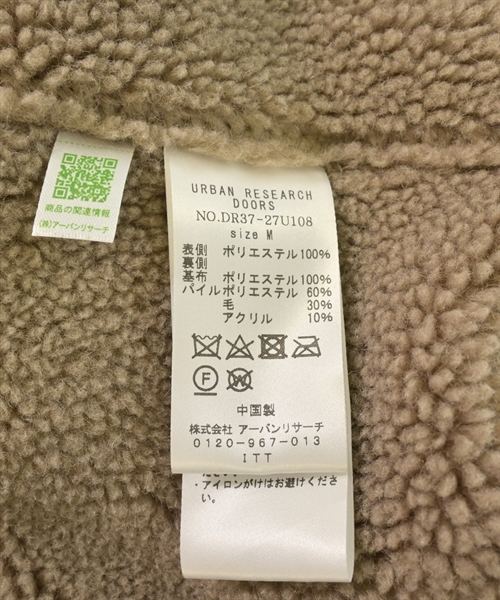 商品の関連情報
(株)アーバンリサーチ
URBAN RESEARCH
DOORS
NO.DR37-27U108
size M
表側 ポリエステル100%
裏側
基布 ポリエステル100%
パイルポリエステル 60%
毛 30%
アクリル 10%
F
W
中国製
株式会社 アーバンリサーチ
0120-967-013
ITT
・アイロンがけはお避けくださ
い。